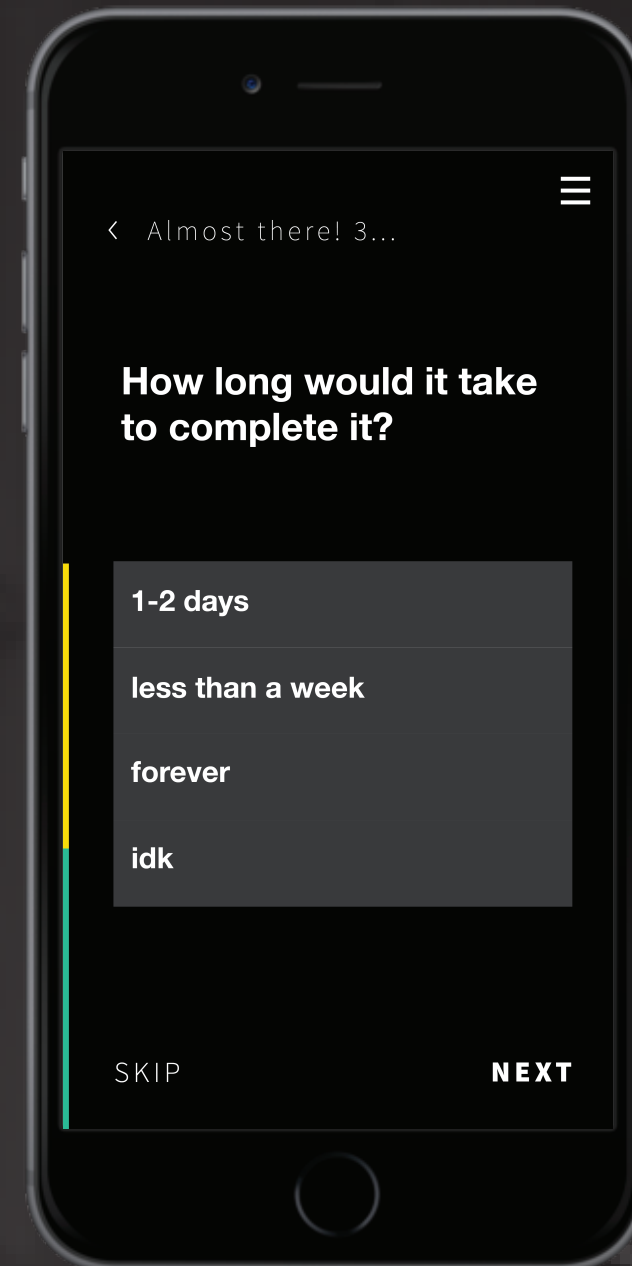 Almost there! 3...
How long would it take
to complete it?
1-2 days
less than a week
forever
idk
SKIP
NEXT